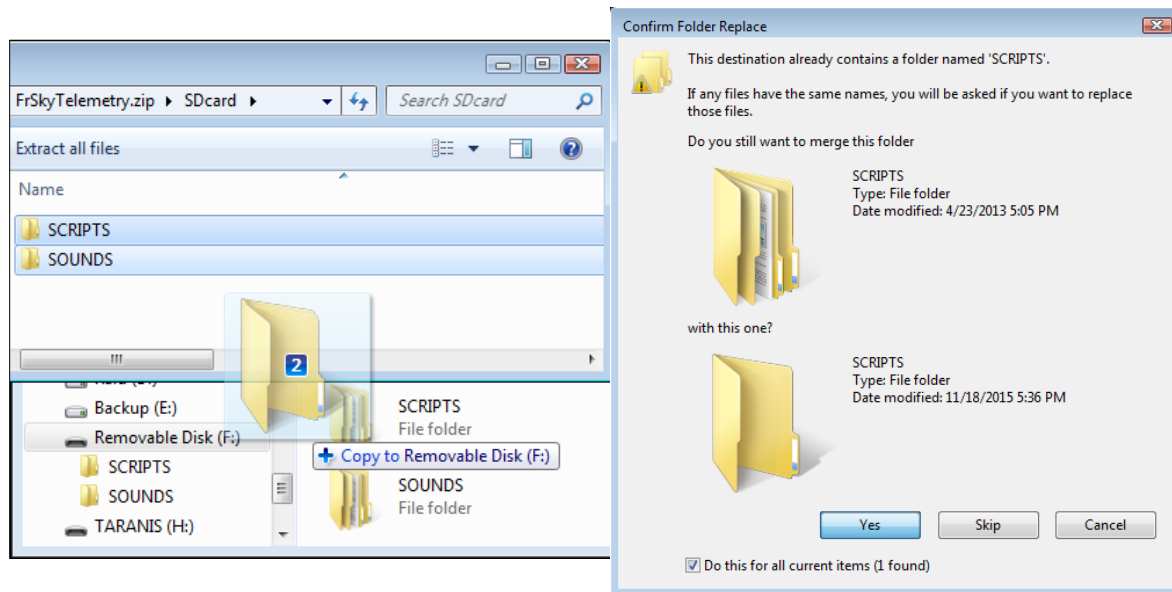 FrSkyTelemetry.zip ▸ SDcard ▸
Search SDcard
Extract all files
Name
SCRIPTS
SOUNDS
2
Backup (E:)
Removable Disk (F:)
SCRIPTS
SOUNDS
TARANIS (H:)
SCRIPTS
File folder
Copy to Removable Disk (F:)
SOUNDS
File folder
Confirm Folder Replace
This destination already contains a folder named 'SCRIPTS'.
If any files have the same names, you will be asked if you want to replace
those files.
Do you still want to merge this folder
SCRIPTS
Type: File folder
Date modified: 4/23/2013 5:05 PM
with this one?
SCRIPTS
Type: File folder
Date modified: 11/18/2015 5:36 PM
Yes
Skip
Cancel
Do this for all current items (1 found)